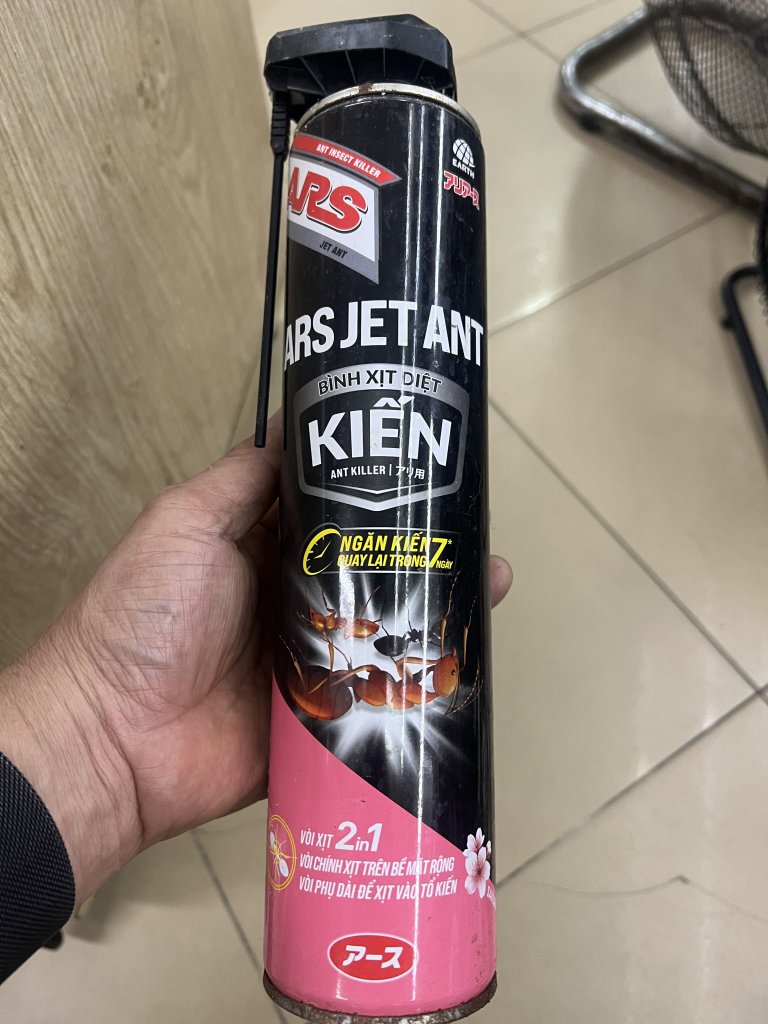 ANT INSECT KILLER
ARS
JET ANT
EARTH
アリアース
ARS JET ANT
BÌNH XỊT DIỆT
KIẾN
ANT KILLER | アリ用
NGĂN KIẾN
QUAY LẠI TRONG 7* NGÀY
VÒI XỊT 2in1
VÒI CHÍNH XỊT TRÊN BỀ MẶT RỘNG
VÒI PHỤ DÀI ĐỂ XỊT VÀO TỔ KIẾN
アース